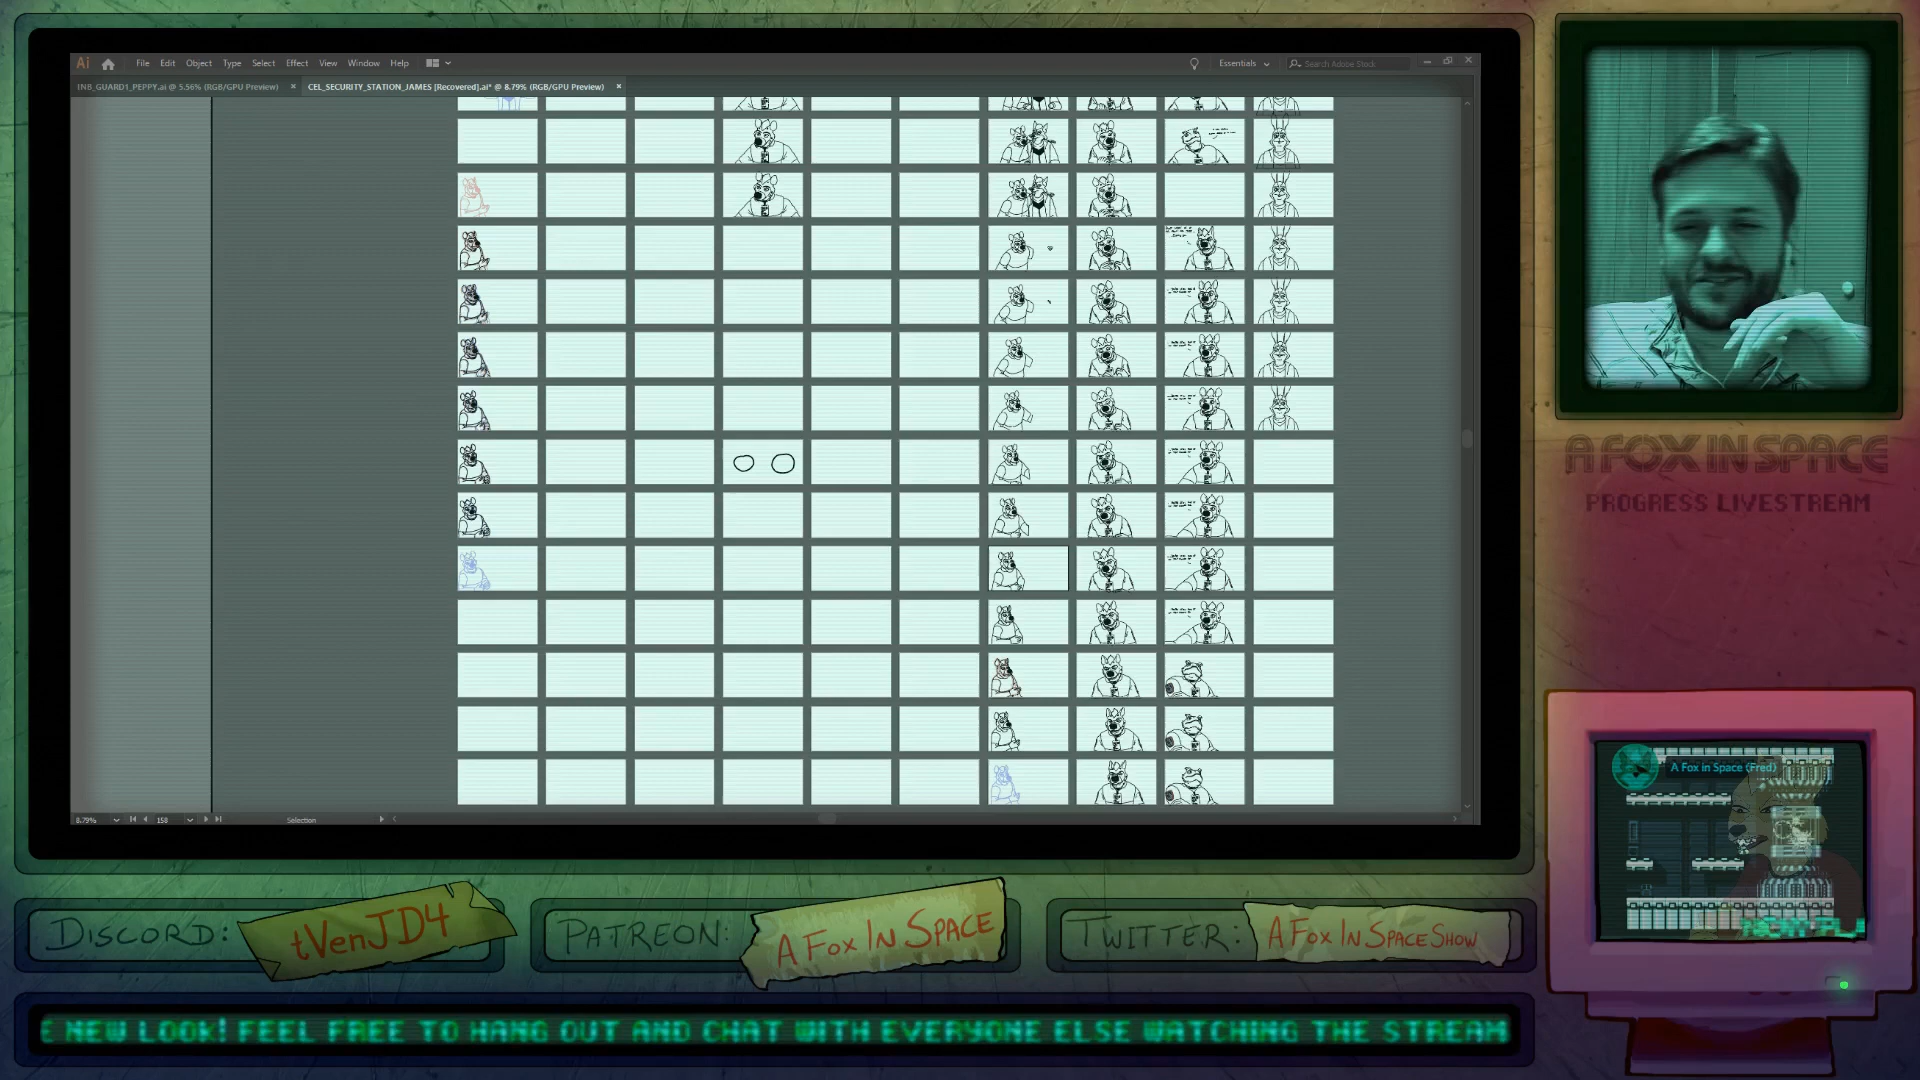 Ai File Edit Object Type Select Effect View Window Help Essentials Search Adobe Stock
INB_GUARD1_PEPPY.ai @ 5.56% (RGB/GPU Preview) × CEL_SECURITY_STATION_JAMES [Recovered].ai* @ 8.79% (RGB/GPU Preview) ×
8.79% 158 Selection
A FOX IN SPACE
PROGRESS LIVESTREAM
A Fox in Space (Fred)
DISCORD: tVenJD4
PATREON: A FOX IN SPACE
TWITTER: A FOX IN SPACE SHOW
E NEW LOOK! FEEL FREE TO HANG OUT AND CHAT WITH EVERYONE ELSE WATCHING THE STREAM